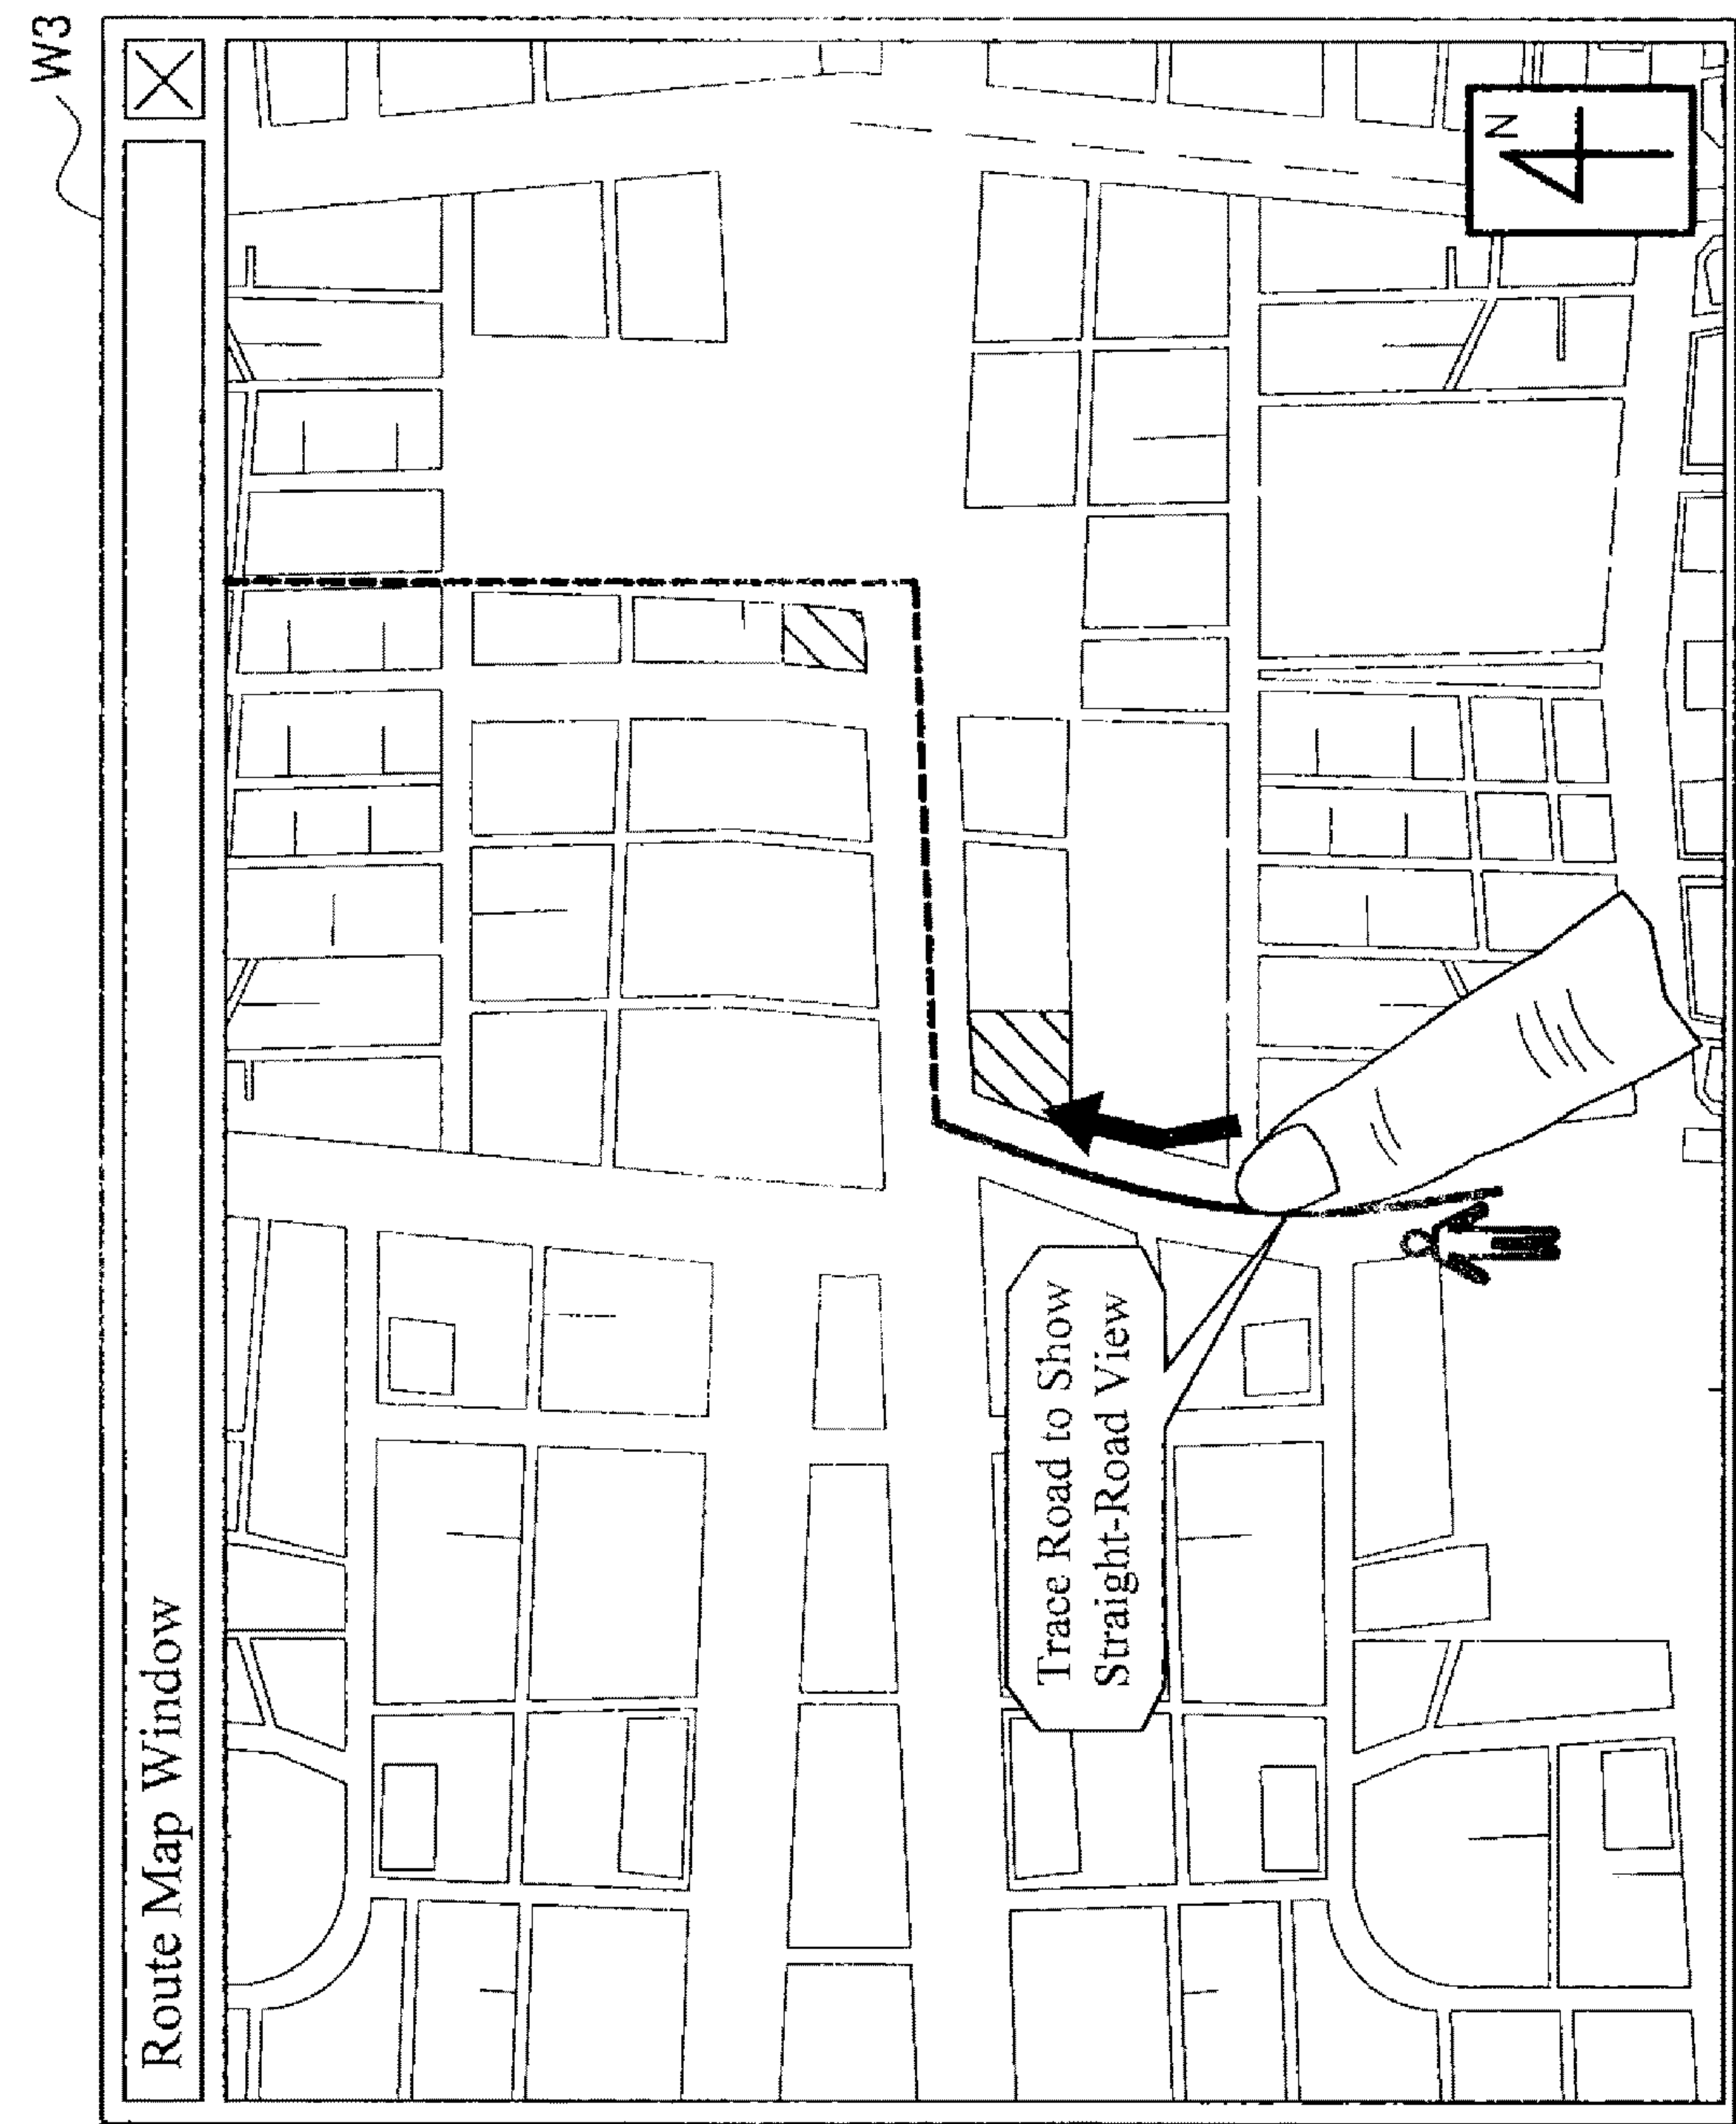 W3
Route Map Window
Trace Road to Show
Straight-Road View
N